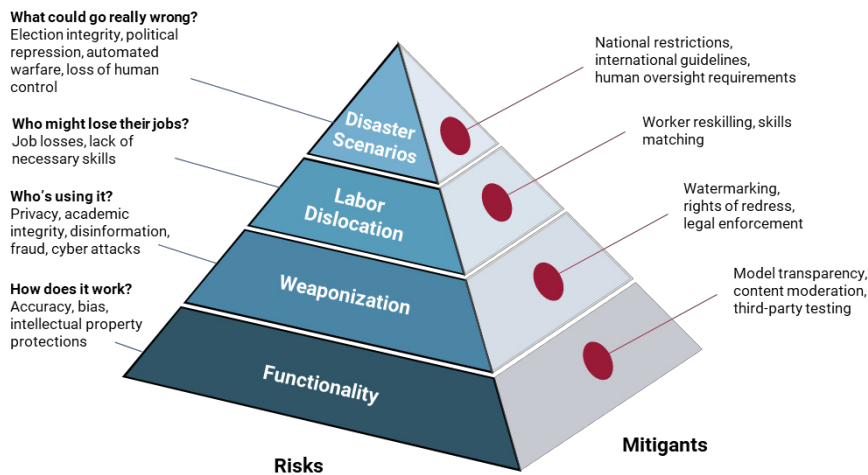 What could go really wrong?
Election integrity, political
repression, automated
warfare, loss of human
control
Who might lose their jobs?
Job losses, lack of
necessary skills
Who's using it?
Privacy, academic
integrity, disinformation,
fraud, cyber attacks
How does it work?
Accuracy, bias,
intellectual property
protections
Disaster
Scenarios
Labor
Dislocation
Weaponization
Functionality
National restrictions,
international guidelines,
human oversight requirements
Worker reskilling, skills
matching
Watermarking,
rights of redress,
legal enforcement
Model transparency,
content moderation,
third-party testing
Risks
Mitigants